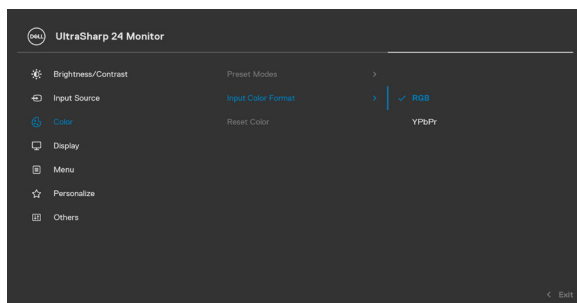 DELL UltraSharp 24 Monitor
Brightness/Contrast Preset Modes >
Input Source Input Color Format > ✓ RGB
Color Reset Color YPbPr
Display
Menu
Personalize
Others
< Exit